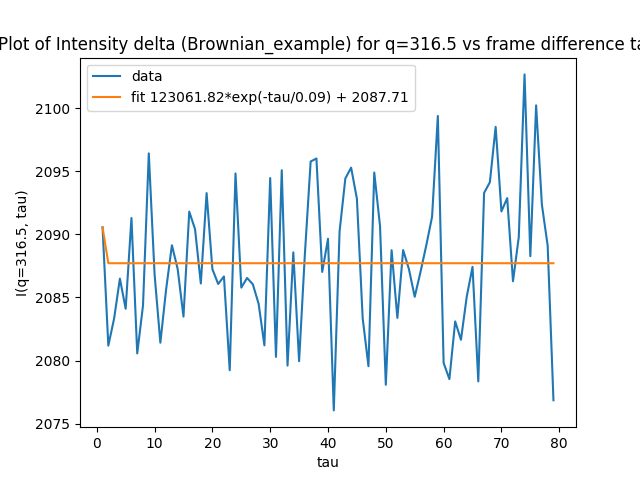 Plot of Intensity delta (Brownian_example) for q=316.5 vs frame difference ta
data
fit 123061.82*exp(-tau/0.09) + 2087.71
I(q=316.5, tau)
2100
2095
2090
2085
2080
2075
0 10 20 30 40 50 60 70 80
tau